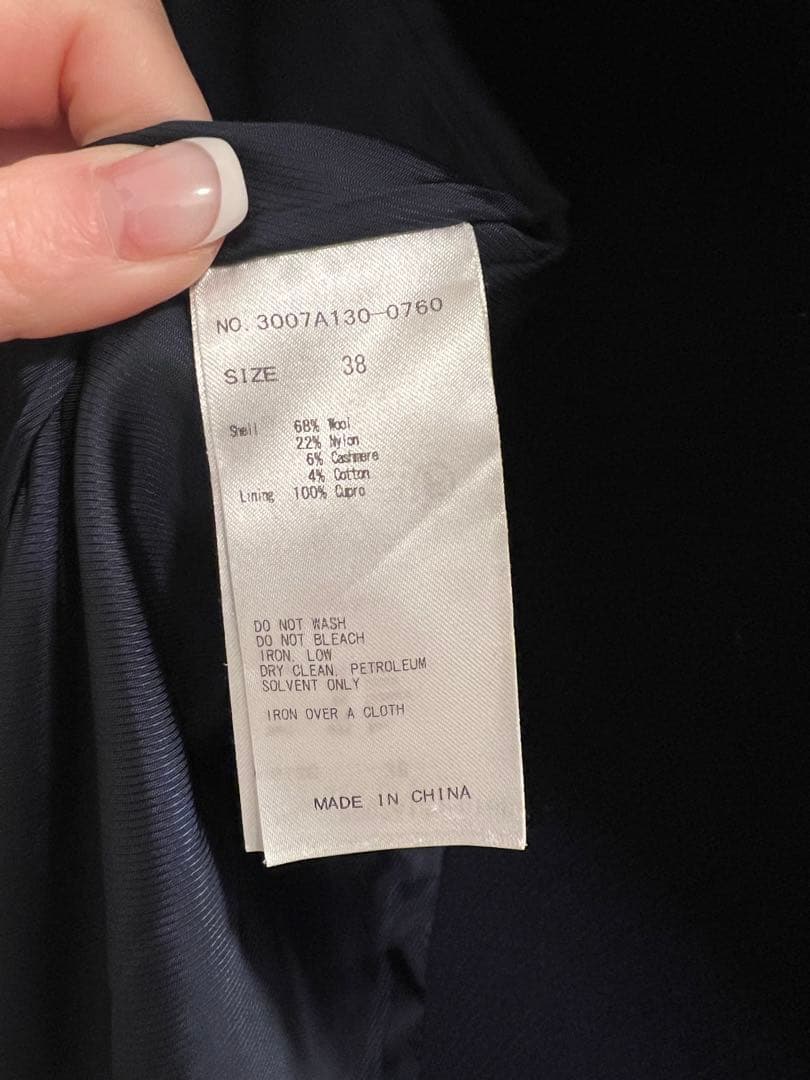 NO. 3007A130-0760
SIZE 38
Shell 68% Wool
22% Nylon
6% Cashmere
4% Cotton
Lining 100% Cupro
DO NOT WASH
DO NOT BLEACH
IRON, LOW
DRY CLEAN, PETROLEUM
SOLVENT ONLY
IRON OVER A CLOTH
MADE IN CHINA